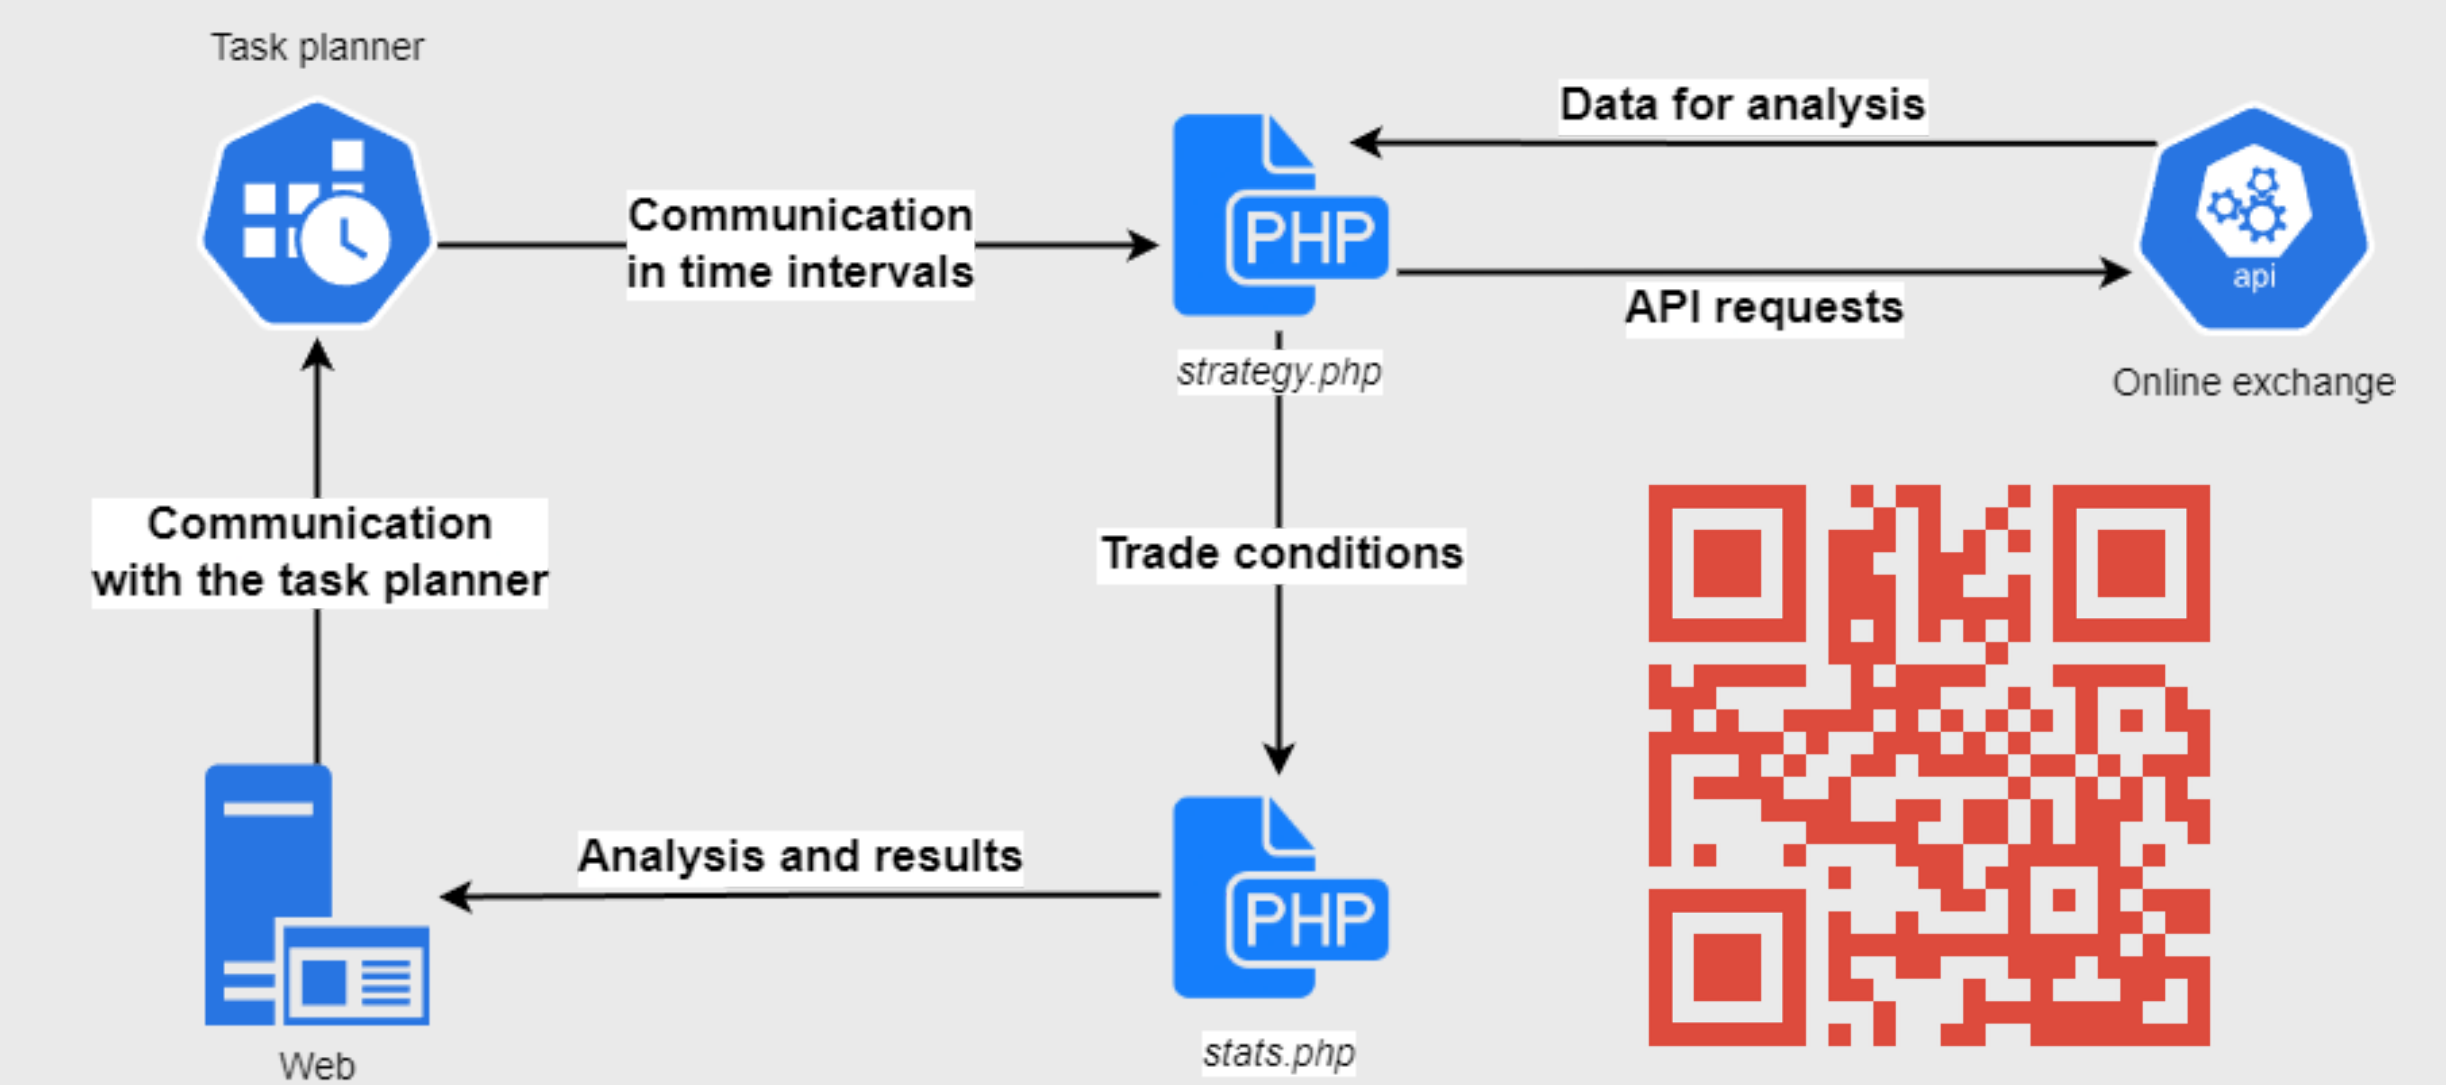 Task planner
Data for analysis
Communication
in time intervals
PHP
api
API requests
strategy.php
Online exchange
Communication
with the task planner
Trade conditions
Analysis and results
PHP
stats.php
Web